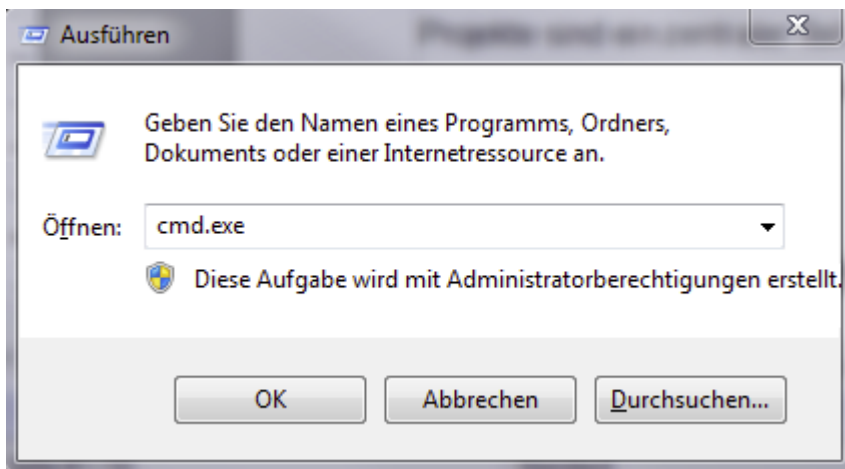 Ausführen
Geben Sie den Namen eines Programms, Ordners,
Dokuments oder einer Internetressource an.
Öffnen: cmd.exe
Diese Aufgabe wird mit Administratorberechtigungen erstellt.
OK Abbrechen Durchsuchen...